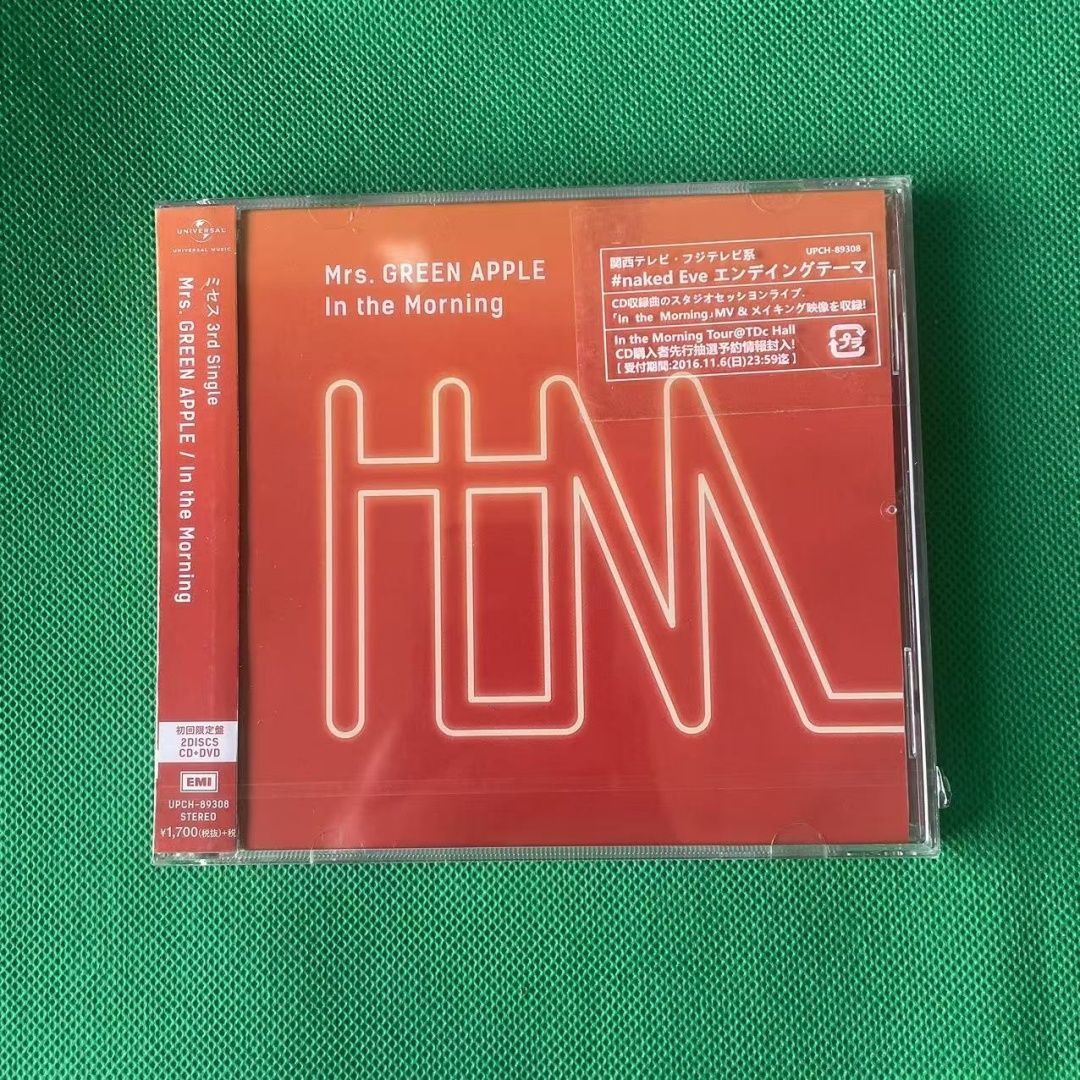 UNIVERSAL
UNIVERSAL MUSIC
ミセス 3rd Single
Mrs. GREEN APPLE / In the Morning
初回限定盤
2DISCS
CD+DVD
EMI
UPCH-89308
STEREO
¥1,700(税抜)+税
Mrs. GREEN APPLE
In the Morning
関西テレビ・フジテレビ系 UPCH-89308
#naked Eve エンディングテーマ
CD収録曲のスタジオセッションライブ、
「In the Morning」MV & メイキング映像を収録!
In the Morning Tour@TDc Hall
CD購入者先行抽選予約情報封入!
【受付期間:2016.11.6(日)23:59迄】
プラ